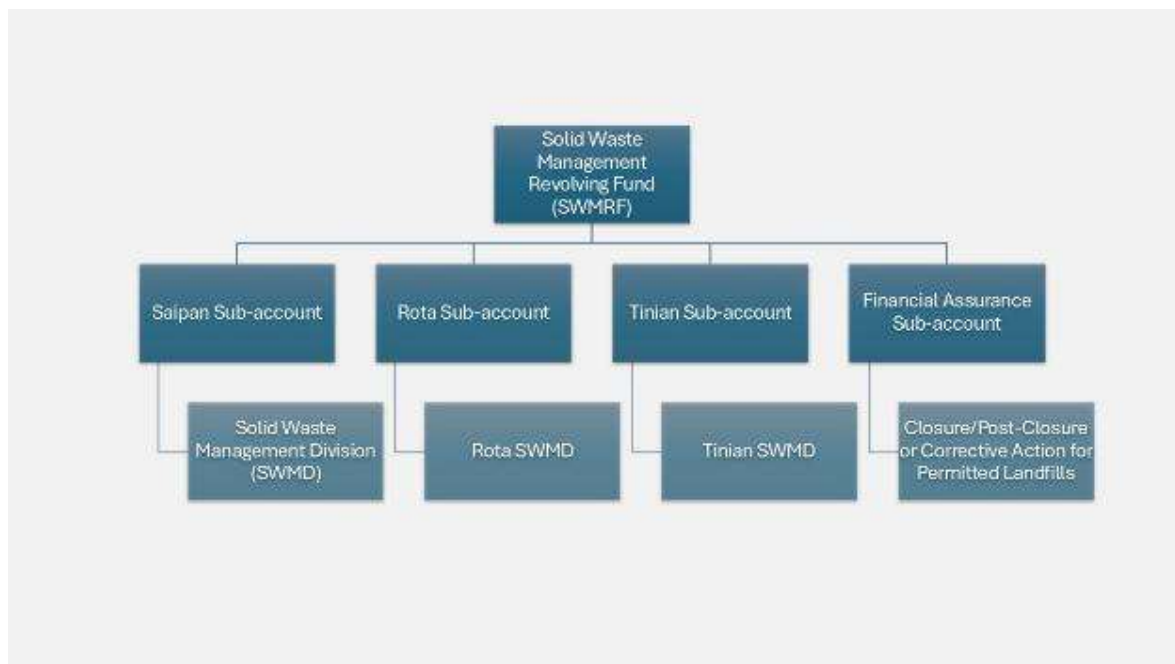 Solid Waste
Management
Revolving Fund
(SWMRF)
Saipan Sub-account
Rota Sub-account
Tinian Sub-account
Financial Assurance
Sub-account
Solid Waste
Management Division
(SWMD)
Rota SWMD
Tinian SWMD
Closure/Post-Closure
or Corrective Action for
Permitted Landfills